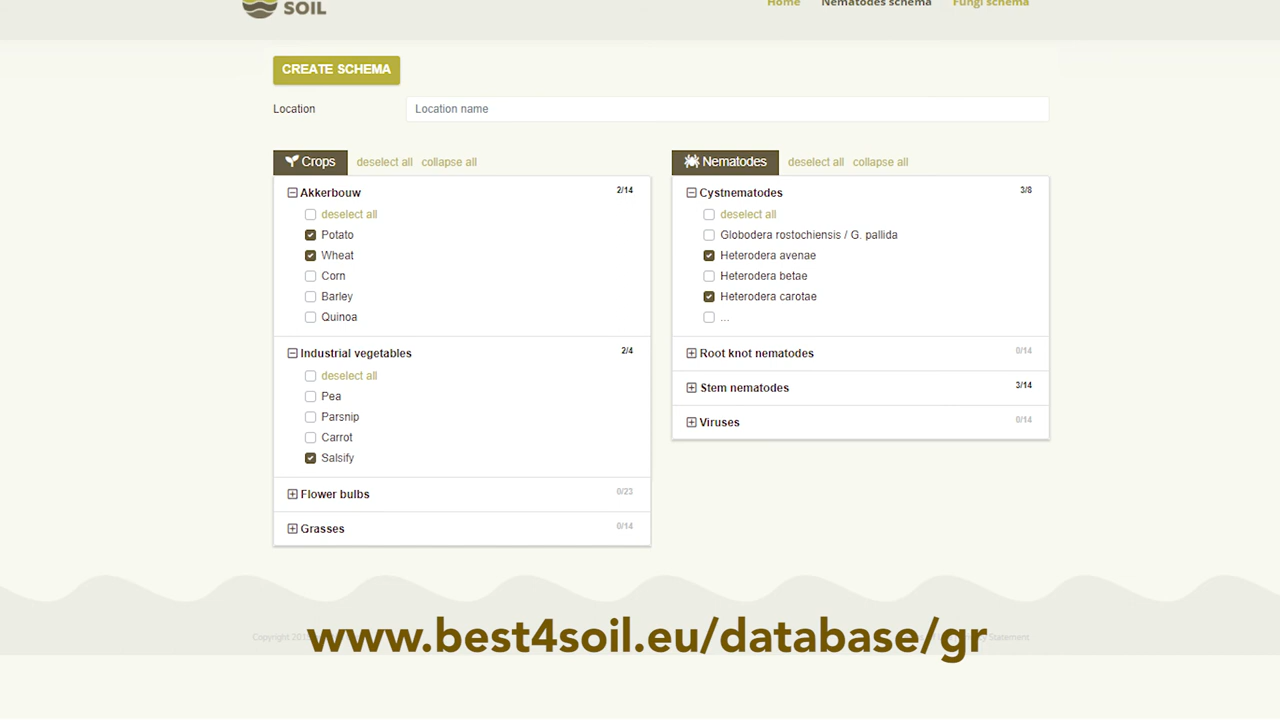 SOIL
Home Nematodes schema Fungi schema
CREATE SCHEMA
Location Location name
Crops deselect all collapse all
Akkerbouw 2/14
deselect all
Potato
Wheat
Corn
Barley
Quinoa
Industrial vegetables 2/4
deselect all
Pea
Parsnip
Carrot
Salsify
Flower bulbs 0/23
Grasses 0/14
Nematodes deselect all collapse all
Cystnematodes 3/8
deselect all
Globodera rostochiensis / G. pallida
Heterodera avenae
Heterodera betae
Heterodera carotae
...
Root knot nematodes 0/14
Stem nematodes 3/14
Viruses 0/14
Copyright Statement
www.best4soil.eu/database/gr